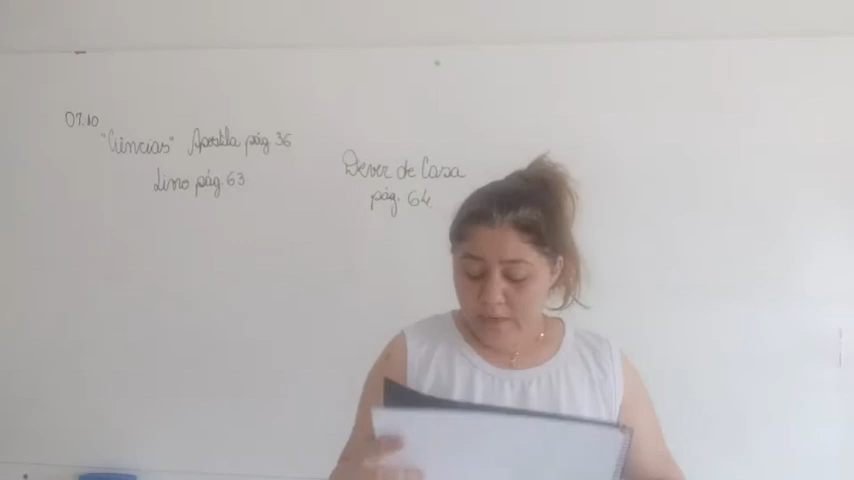 07.10
"Ciências" Apostila pág 36
Livro pág. 63
Dever de Casa
pág. 64